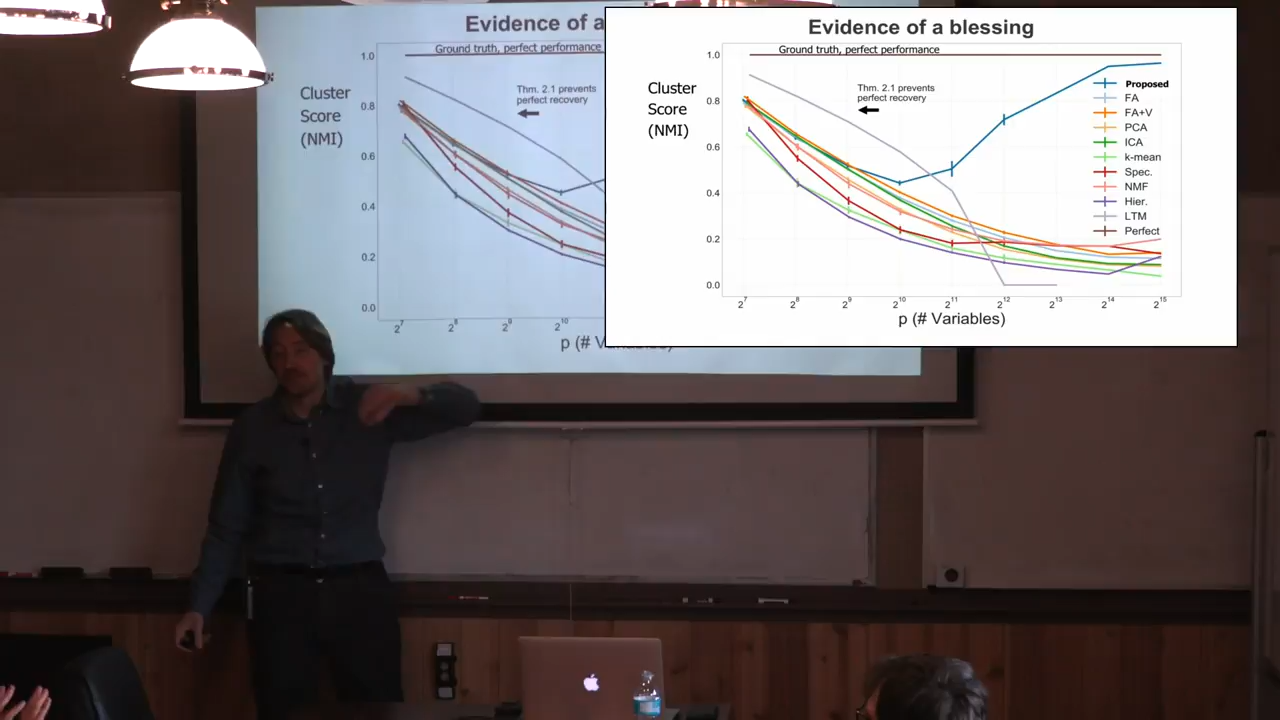 Evidence of a
Ground truth, perfect performance
1.0
0.8
0.6
0.4
0.2
0.0
Cluster
Score
(NMI)
Thm. 2.1 prevents
perfect recovery
2^7
2^8
2^9
2^10
p (# Variables)
Evidence of a blessing
Ground truth, perfect performance
1.0
0.8
0.6
0.4
0.2
0.0
Cluster
Score
(NMI)
Thm. 2.1 prevents
perfect recovery
Proposed
FA
FA+V
PCA
ICA
k-mean
Spec.
NMF
Hier.
LTM
Perfect
2^7 2^8 2^9 2^10 2^11 2^12 2^13 2^14 2^15
p (# Variables)